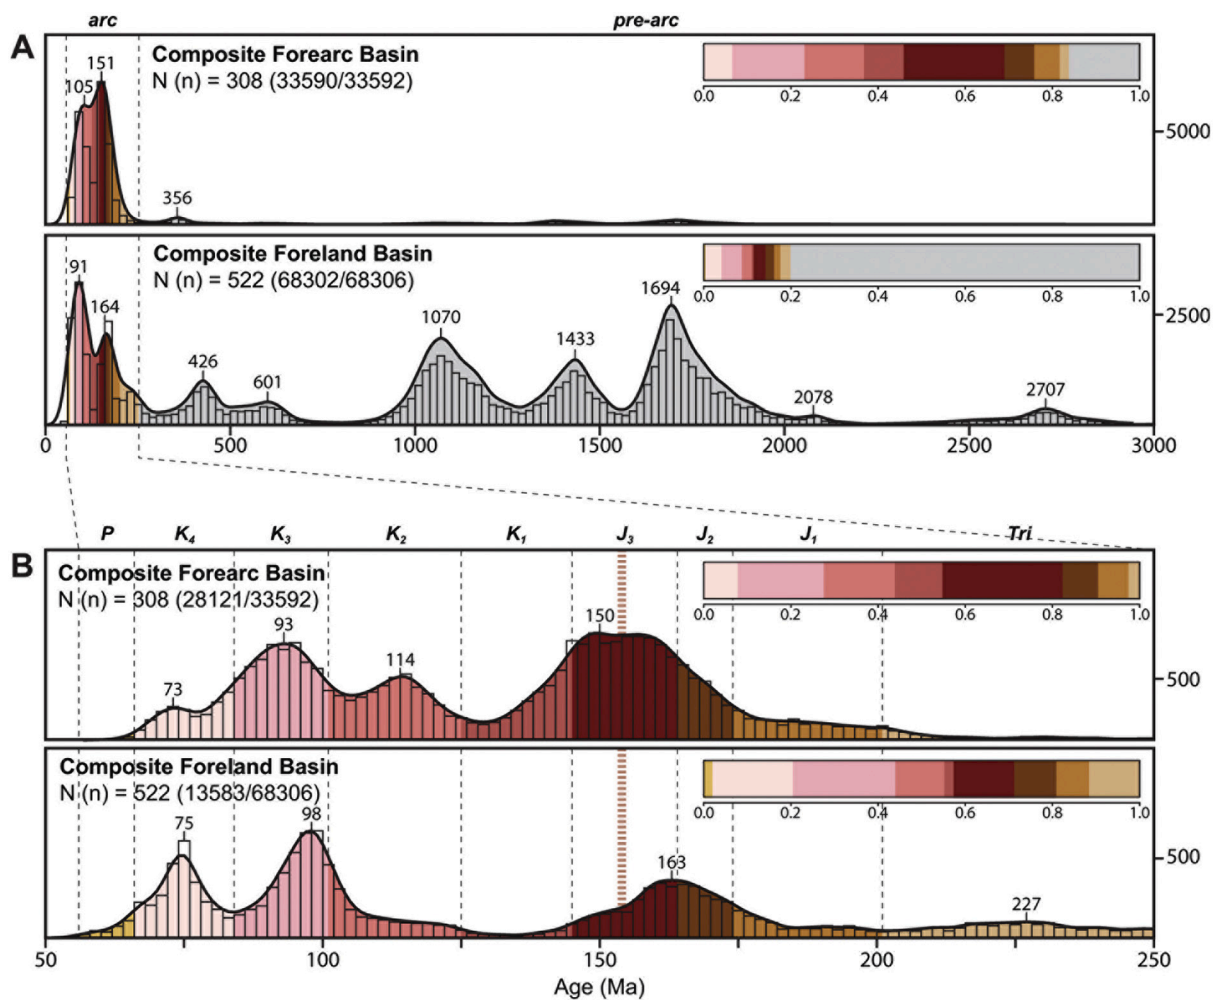 arc pre-arc
A
Composite Forearc Basin
N (n) = 308 (33590/33592)
105 151
356
0.0 0.2 0.4 0.6 0.8 1.0
5000
Composite Foreland Basin
N (n) = 522 (68302/68306)
0.0 0.2 0.4 0.6 0.8 1.0
91 164 426 601 1070 1433 1694 2078 2707
2500
0 500 1000 1500 2000 2500 3000
P K4 K3 K2 K1 J3 J2 J1 Tri
B
Composite Forearc Basin
N (n) = 308 (28121/33592)
0.0 0.2 0.4 0.6 0.8 1.0
73 93 114 150
500
Composite Foreland Basin
N (n) = 522 (13583/68306)
0.0 0.2 0.4 0.6 0.8 1.0
75 98 163 227
500
50 100 150 200 250
Age (Ma)